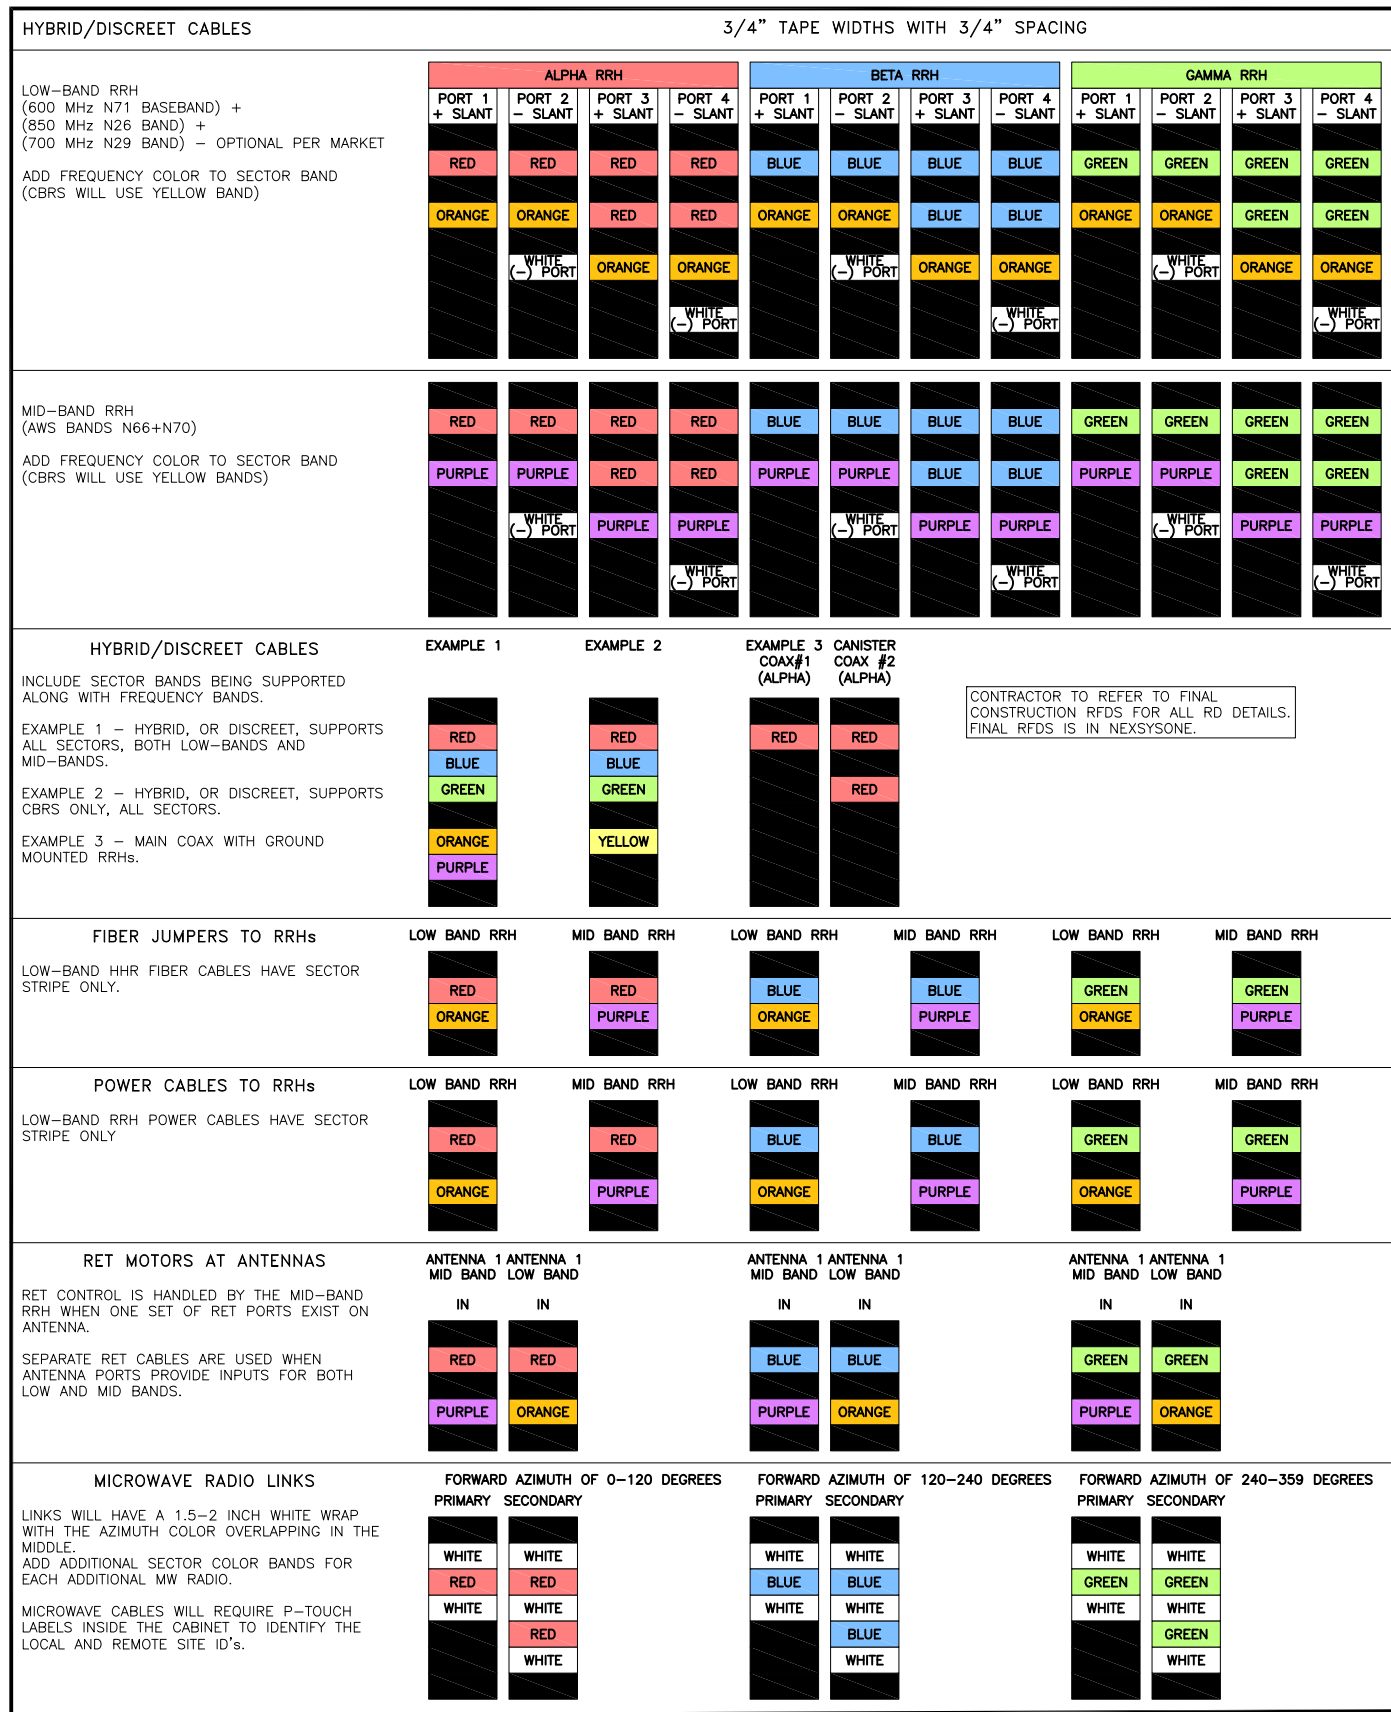 HYBRID/DISCREET CABLES
3/4" TAPE WIDTHS WITH 3/4" SPACING
LOW-BAND RRH
(600 MHz N71 BASEBAND) +
(850 MHz N26 BAND) +
(700 MHz N29 BAND) - OPTIONAL PER MARKET
ADD FREQUENCY COLOR TO SECTOR BAND
(CBRS WILL USE YELLOW BAND)
ALPHA RRH BETA RRH GAMMA RRH
PORT 1 PORT 2 PORT 3 PORT 4 PORT 1 PORT 2 PORT 3 PORT 4 PORT 1 PORT 2 PORT 3 PORT 4
+ SLANT - SLANT + SLANT - SLANT + SLANT - SLANT + SLANT - SLANT + SLANT - SLANT + SLANT - SLANT
RED RED RED RED BLUE BLUE BLUE BLUE GREEN GREEN GREEN GREEN
ORANGE ORANGE RED RED ORANGE ORANGE BLUE BLUE ORANGE ORANGE GREEN GREEN
WHITE (-) PORT ORANGE ORANGE WHITE (-) PORT ORANGE ORANGE WHITE (-) PORT ORANGE ORANGE
WHITE (-) PORT WHITE (-) PORT WHITE (-) PORT
MID-BAND RRH
(AWS BANDS N66+N70)
ADD FREQUENCY COLOR TO SECTOR BAND
(CBRS WILL USE YELLOW BANDS)
RED RED RED RED BLUE BLUE BLUE BLUE GREEN GREEN GREEN GREEN
PURPLE PURPLE RED RED PURPLE PURPLE BLUE BLUE PURPLE PURPLE GREEN GREEN
WHITE (-) PORT PURPLE PURPLE WHITE (-) PORT PURPLE PURPLE WHITE (-) PORT PURPLE PURPLE
WHITE (-) PORT WHITE (-) PORT WHITE (-) PORT
HYBRID/DISCREET CABLES
INCLUDE SECTOR BANDS BEING SUPPORTED
ALONG WITH FREQUENCY BANDS.
EXAMPLE 1 - HYBRID, OR DISCREET, SUPPORTS
ALL SECTORS, BOTH LOW-BANDS AND
MID-BANDS.
EXAMPLE 2 - HYBRID, OR DISCREET, SUPPORTS
CBRS ONLY, ALL SECTORS.
EXAMPLE 3 - MAIN COAX WITH GROUND
MOUNTED RRHs.
EXAMPLE 1 EXAMPLE 2 EXAMPLE 3 CANISTER
COAX#1 COAX #2
(ALPHA) (ALPHA)
RED RED RED RED
BLUE BLUE
GREEN GREEN RED
ORANGE YELLOW
PURPLE
CONTRACTOR TO REFER TO FINAL
CONSTRUCTION RFDS FOR ALL RD DETAILS.
FINAL RFDS IS IN NEXSYSONE.
FIBER JUMPERS TO RRHs
LOW-BAND HHR FIBER CABLES HAVE SECTOR
STRIPE ONLY.
LOW BAND RRH MID BAND RRH LOW BAND RRH MID BAND RRH LOW BAND RRH MID BAND RRH
RED RED BLUE BLUE GREEN GREEN
ORANGE PURPLE ORANGE PURPLE ORANGE PURPLE
POWER CABLES TO RRHs
LOW-BAND RRH POWER CABLES HAVE SECTOR
STRIPE ONLY
LOW BAND RRH MID BAND RRH LOW BAND RRH MID BAND RRH LOW BAND RRH MID BAND RRH
RED RED BLUE BLUE GREEN GREEN
ORANGE PURPLE ORANGE PURPLE ORANGE PURPLE
RET MOTORS AT ANTENNAS
RET CONTROL IS HANDLED BY THE MID-BAND
RRH WHEN ONE SET OF RET PORTS EXIST ON
ANTENNA.
SEPARATE RET CABLES ARE USED WHEN
ANTENNA PORTS PROVIDE INPUTS FOR BOTH
LOW AND MID BANDS.
ANTENNA 1 ANTENNA 1 ANTENNA 1 ANTENNA 1 ANTENNA 1 ANTENNA 1
MID BAND LOW BAND MID BAND LOW BAND MID BAND LOW BAND
IN IN IN IN IN IN
RED RED BLUE BLUE GREEN GREEN
PURPLE ORANGE PURPLE ORANGE PURPLE ORANGE
MICROWAVE RADIO LINKS
LINKS WILL HAVE A 1.5-2 INCH WHITE WRAP
WITH THE AZIMUTH COLOR OVERLAPPING IN THE
MIDDLE.
ADD ADDITIONAL SECTOR COLOR BANDS FOR
EACH ADDITIONAL MW RADIO.
MICROWAVE CABLES WILL REQUIRE P-TOUCH
LABELS INSIDE THE CABINET TO IDENTIFY THE
LOCAL AND REMOTE SITE ID's.
FORWARD AZIMUTH OF 0-120 DEGREES FORWARD AZIMUTH OF 120-240 DEGREES FORWARD AZIMUTH OF 240-359 DEGREES
PRIMARY SECONDARY PRIMARY SECONDARY PRIMARY SECONDARY
WHITE WHITE WHITE WHITE WHITE WHITE
RED RED BLUE BLUE GREEN GREEN
WHITE WHITE WHITE WHITE WHITE WHITE
RED BLUE GREEN
WHITE WHITE WHITE